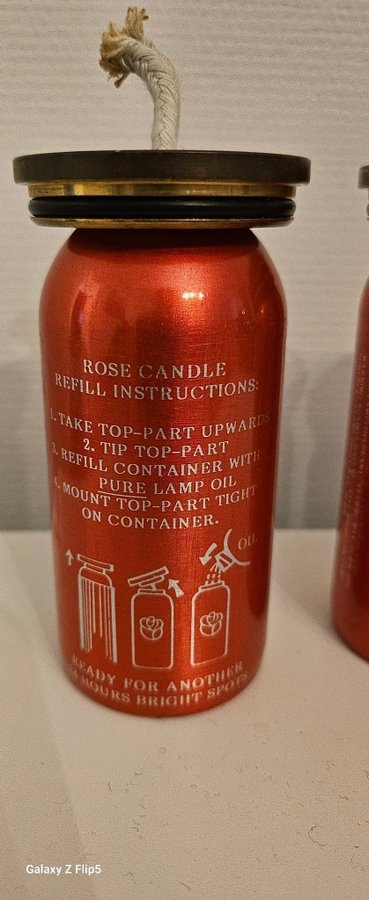 ROSE CANDLE
REFILL INSTRUCTIONS:
1. TAKE TOP-PART UPWARDS
2. TIP TOP-PART
3. REFILL CONTAINER WITH
PURE LAMP OIL
4. MOUNT TOP-PART TIGHT
ON CONTAINER.
OIL
READY FOR ANOTHER
HOURS BRIGHT SPOTS
Galaxy Z Flip5